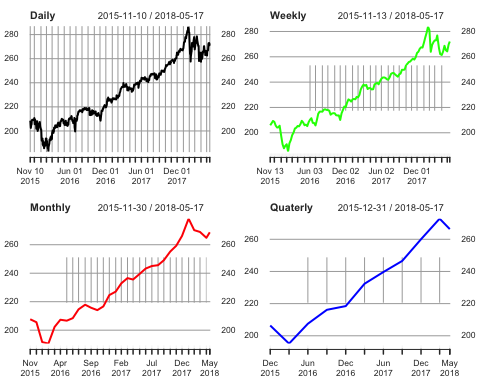 Daily 2015-11-10 / 2018-05-17
280 280
260 260
240 240
220 220
200 200
Nov 10 Jun 01 Dec 01 Jun 01 Dec 01
2015 2016 2016 2017 2017
Weekly 2015-11-13 / 2018-05-17
280 280
260 260
240 240
220 220
200 200
Nov 13 Jun 03 Dec 02 Jun 02 Dec 01
2015 2016 2016 2017 2017
Monthly 2015-11-30 / 2018-05-17
260 260
240 240
220 220
200 200
Nov Apr Sep Feb Jul Dec May
2015 2016 2016 2017 2017 2017 2018
Quaterly 2015-12-31 / 2018-05-17
260 260
240 240
220 220
200 200
Dec Jun Dec Jun Dec May
2015 2016 2016 2017 2017 2018